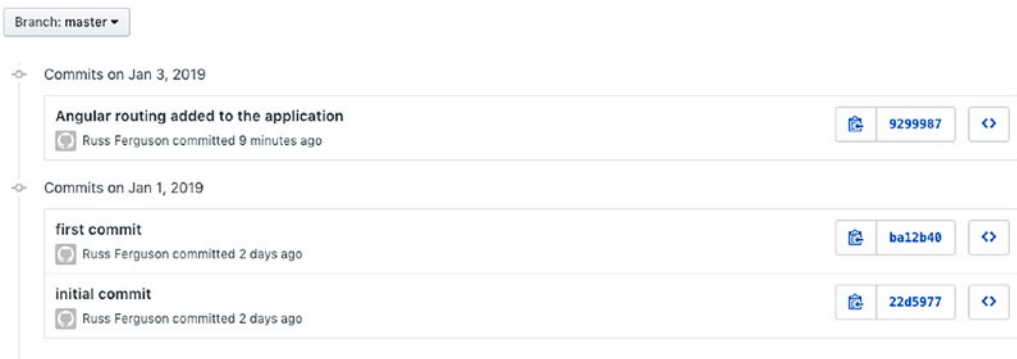 Branch: master
Commits on Jan 3, 2019
Angular routing added to the application
Russ Ferguson committed 9 minutes ago
9299987
Commits on Jan 1, 2019
first commit
Russ Ferguson committed 2 days ago
ba12b40
initial commit
Russ Ferguson committed 2 days ago
22d5977